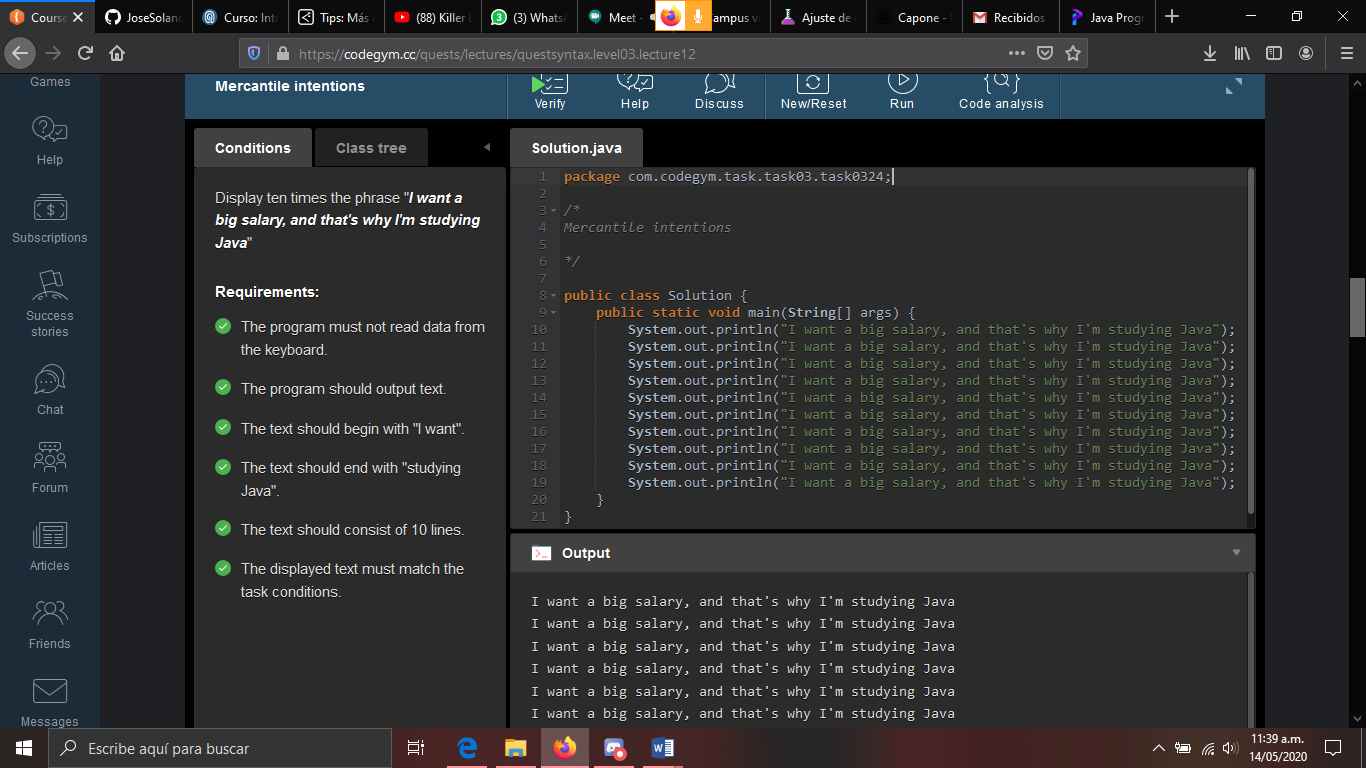 Course
JoseSolano
Curso: Int
Tips: Más
(88) Killer
(3) WhatsA
Meet -
ampus vi
Ajuste de
Capone -
Recibidos
Java Progr
https://codegym.cc/quests/lectures/questsyntax.level03.lecture12
Games
Help
Subscriptions
Success
stories
Chat
Forum
Articles
Friends
Messages
Mercantile intentions
Verify
Help
Discuss
New/Reset
Run
Code analysis
Conditions
Class tree
Display ten times the phrase "I want a
big salary, and that's why I'm studying
Java"
Requirements:
The program must not read data from
the keyboard.
The program should output text.
The text should begin with "I want".
The text should end with "studying
Java".
The text should consist of 10 lines.
The displayed text must match the
task conditions.
Solution.java
1 package com.codegym.task.task03.task0324;
2
3 /*
4 Mercantile intentions
5
6 */
7
8 public class Solution {
9 public static void main(String[] args) {
10 System.out.println("I want a big salary, and that's why I'm studying Java");
11 System.out.println("I want a big salary, and that's why I'm studying Java");
12 System.out.println("I want a big salary, and that's why I'm studying Java");
13 System.out.println("I want a big salary, and that's why I'm studying Java");
14 System.out.println("I want a big salary, and that's why I'm studying Java");
15 System.out.println("I want a big salary, and that's why I'm studying Java");
16 System.out.println("I want a big salary, and that's why I'm studying Java");
17 System.out.println("I want a big salary, and that's why I'm studying Java");
18 System.out.println("I want a big salary, and that's why I'm studying Java");
19 System.out.println("I want a big salary, and that's why I'm studying Java");
20 }
21 }
Output
I want a big salary, and that's why I'm studying Java
I want a big salary, and that's why I'm studying Java
I want a big salary, and that's why I'm studying Java
I want a big salary, and that's why I'm studying Java
I want a big salary, and that's why I'm studying Java
I want a big salary, and that's why I'm studying Java
Escribe aquí para buscar
11:39 a.m.
14/05/2020